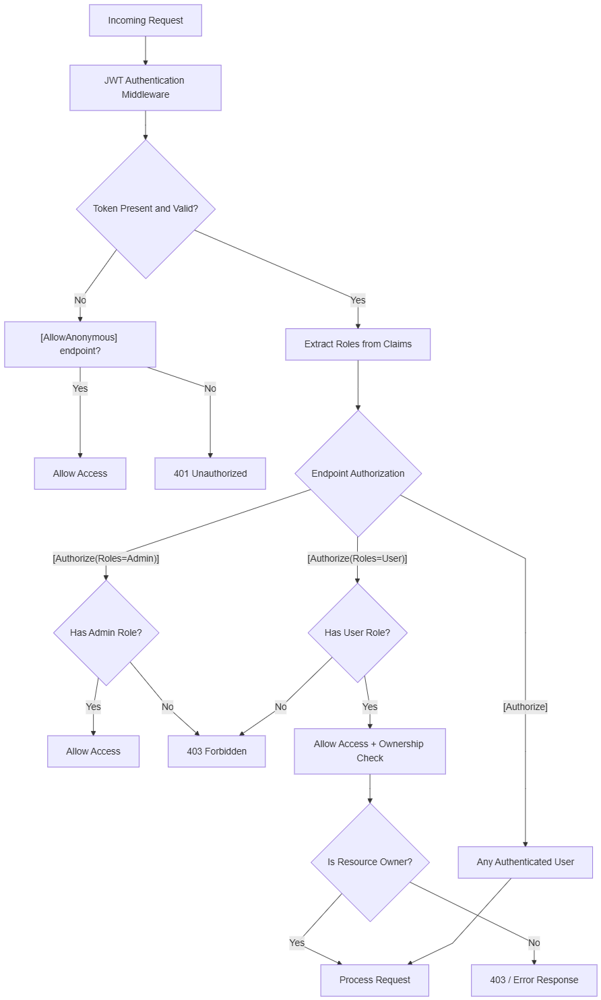 Incoming Request
JWT Authentication
Middleware
Token Present and Valid?
No
Yes
[AllowAnonymous]
endpoint?
Extract Roles from Claims
Yes
No
Allow Access
401 Unauthorized
Endpoint Authorization
[Authorize(Roles=Admin)]
[Authorize(Roles=User)]
Has Admin Role?
Has User Role?
Yes
No
No
Yes
[Authorize]
Allow Access
403 Forbidden
Allow Access + Ownership
Check
Is Resource Owner?
Any Authenticated User
Yes
No
Process Request
403 / Error Response